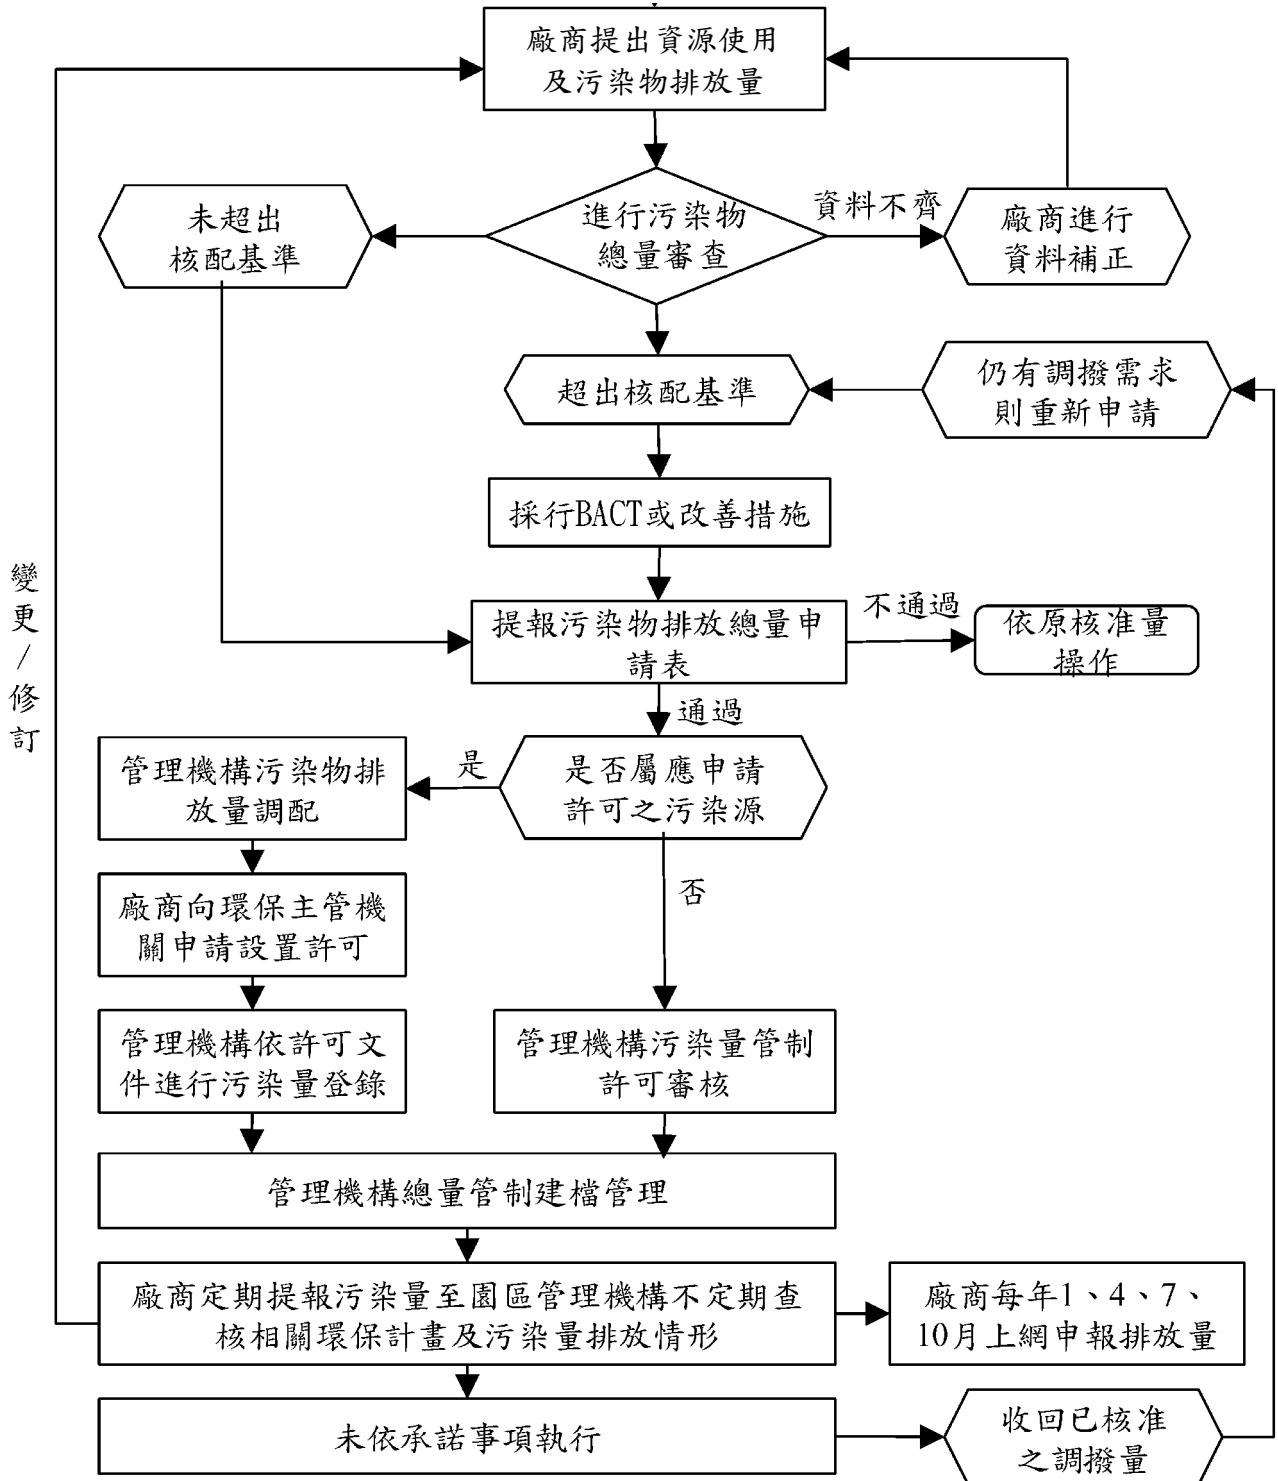 廠商提出資源使用
及污染物排放量
未超出
核配基準
進行污染物
總量審查
資料不齊
廠商進行
資料補正
超出核配基準
仍有調撥需求
則重新申請
採行BACT或改善措施
提報污染物排放總量申
請表
不通過
依原核准量
操作
通過
變
更
/
修
訂
管理機構污染物排
放量調配
是
是否屬應申請
許可之污染源
否
廠商向環保主管機
關申請設置許可
管理機構依許可文
件進行污染量登錄
管理機構污染量管制
許可審核
管理機構總量管制建檔管理
廠商定期提報污染量至園區管理機構不定期查
核相關環保計畫及污染量排放情形
廠商每年1、4、7、
10月上網申報排放量
未依承諾事項執行
收回已核准
之調撥量